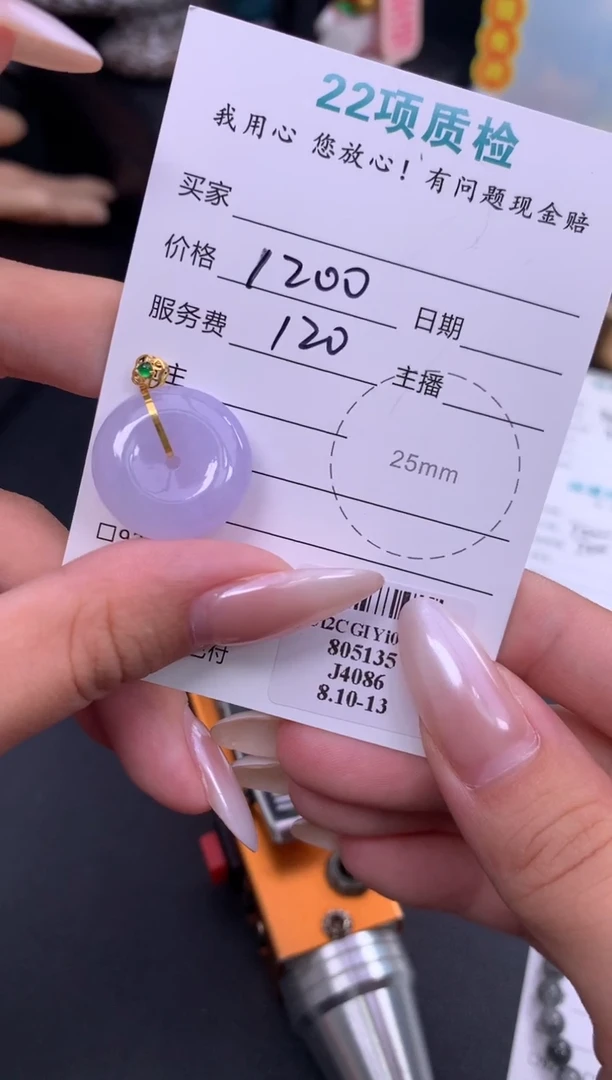 22项质检
我用心 您放心！有问题现金赔
买家
价格 1200 日期
服务费 120
主 主播
25mm
805135
J4086
8.10-13